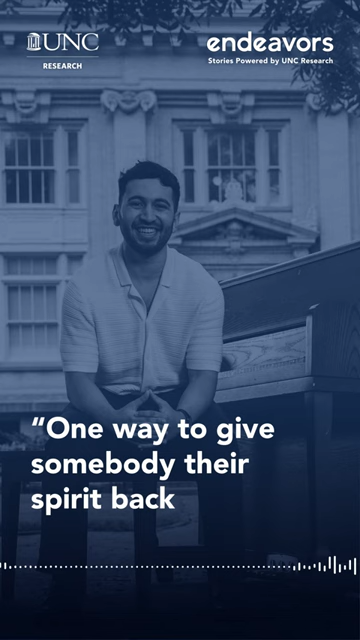 UNC
RESEARCH
endeavors
Stories Powered by UNC Research
“One way to give
somebody their
spirit back